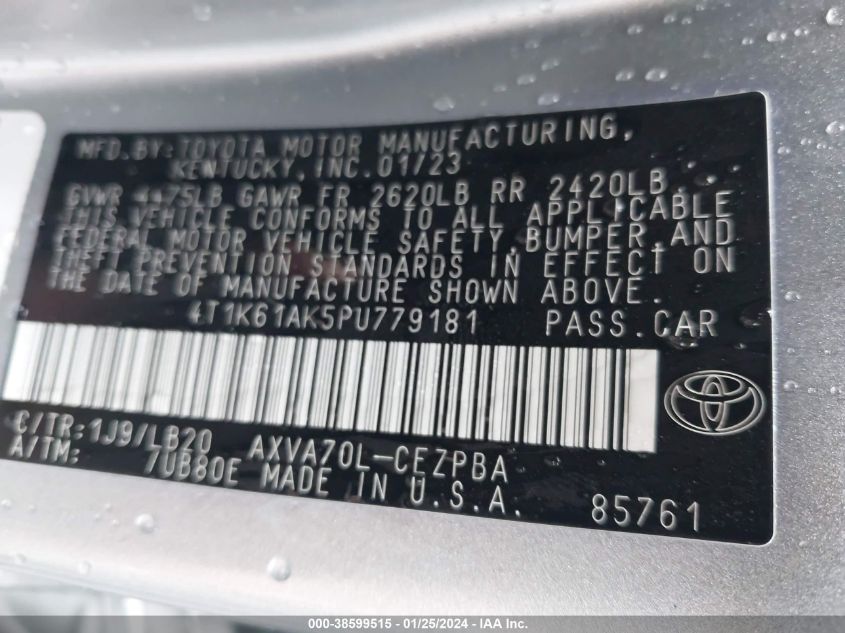 MFD.BY:TOYOTA MOTOR MANUFACTURING,
KENTUCKY,INC.01/23
GVWR 4475LB GAWR FR 2620LB RR 2420LB
THIS VEHICLE CONFORMS TO ALL APPLICABLE
FEDERAL MOTOR VEHICLE SAFETY,BUMPER,AND
THEFT PREVENTION STANDARDS IN EFFECT ON
THE DATE OF MANUFACTURE SHOWN ABOVE.
4T1K61AK5PU779181 PASS.CAR
C/TR:1J9/LB20 AXVA70L-CEZPBA
A/TM: 7UB80E MADE IN U.S.A.
85761
000-38599515 - 01/25/2024 - IAA Inc.